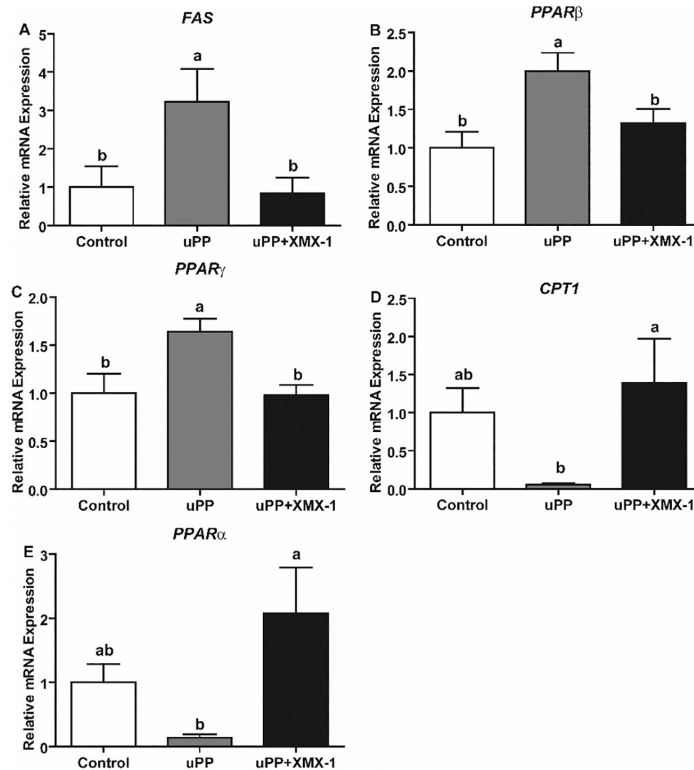 A
FAS
Relative mRNA Expression
5
4
3
2
1
0
b
a
b
Control
uPP
uPP+XMX-1
B
PPARβ
Relative mRNA Expression
2.5
2.0
1.5
1.0
0.5
0.0
b
a
b
Control
uPP
uPP+XMX-1
C
PPARγ
Relative mRNA Expression
2.0
1.5
1.0
0.5
0.0
b
a
b
Control
uPP
uPP+XMX-1
D
CPT1
Relative mRNA Expression
2.5
2.0
1.5
1.0
0.5
0.0
ab
b
a
Control
uPP
uPP+XMX-1
E
PPARα
Relative mRNA Expression
3
2
1
0
ab
b
a
Control
uPP
uPP+XMX-1